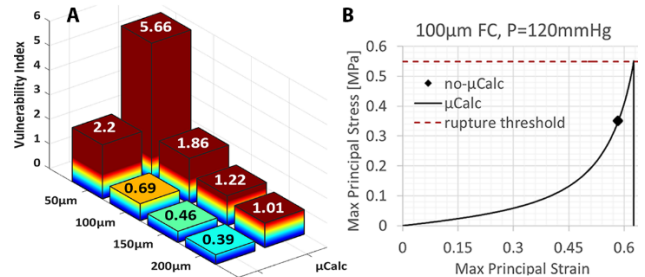 A
Vulnerability Index
6
5
4
3
2
1
0
5.66
2.2
1.86
0.69
1.22
0.46
1.01
0.39
50µm
100µm
150µm
200µm
µCalc
B
100µm FC, P=120mmHg
Max Principal Stress [MPa]
0.6
0.5
0.4
0.3
0.2
0.1
0
no-µCalc
µCalc
rupture threshold
0 0.15 0.3 0.45 0.6
Max Principal Strain